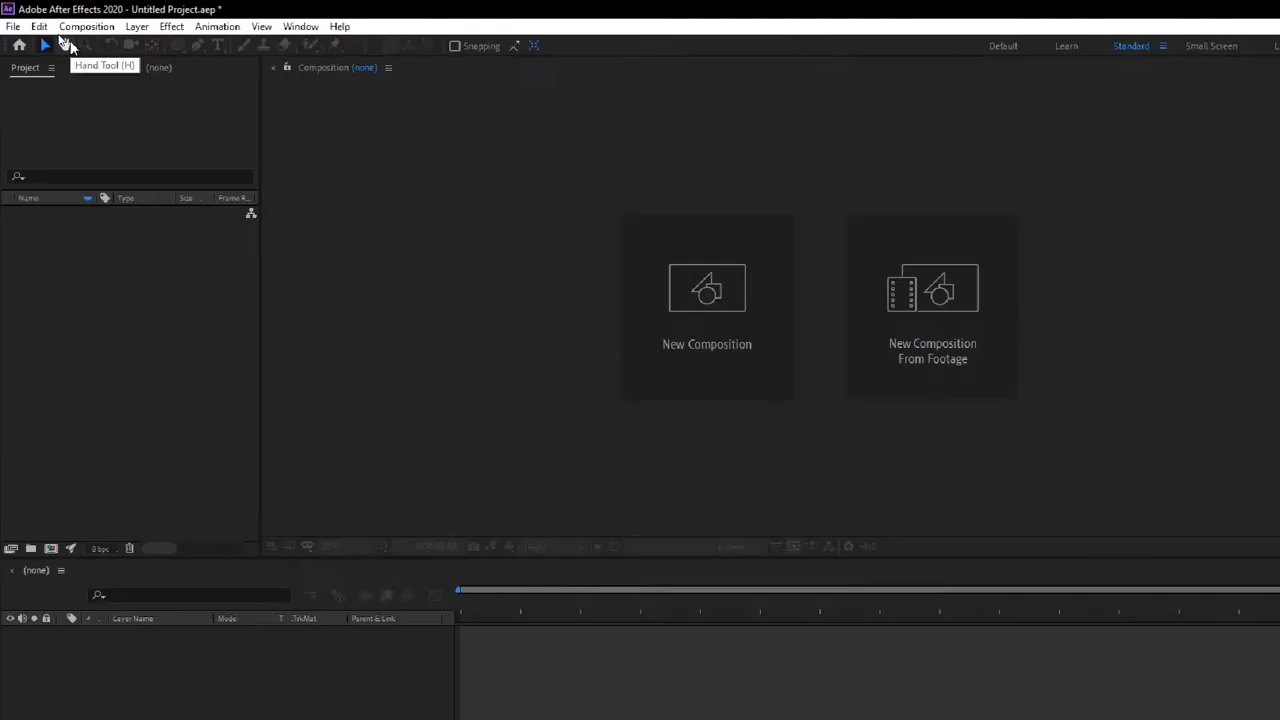 Adobe After Effects 2020 - Untitled Project.aep *
File Edit Composition Layer Effect Animation View Window Help
Snapping Default Learn Standard Small Screen
Hand Tool (H)
Project (none) Composition (none)
Name Type Size Frame R...
New Composition
New Composition
From Footage
8 bpc
(none)
# Layer Name Mode T .TrkMat Parent & Link